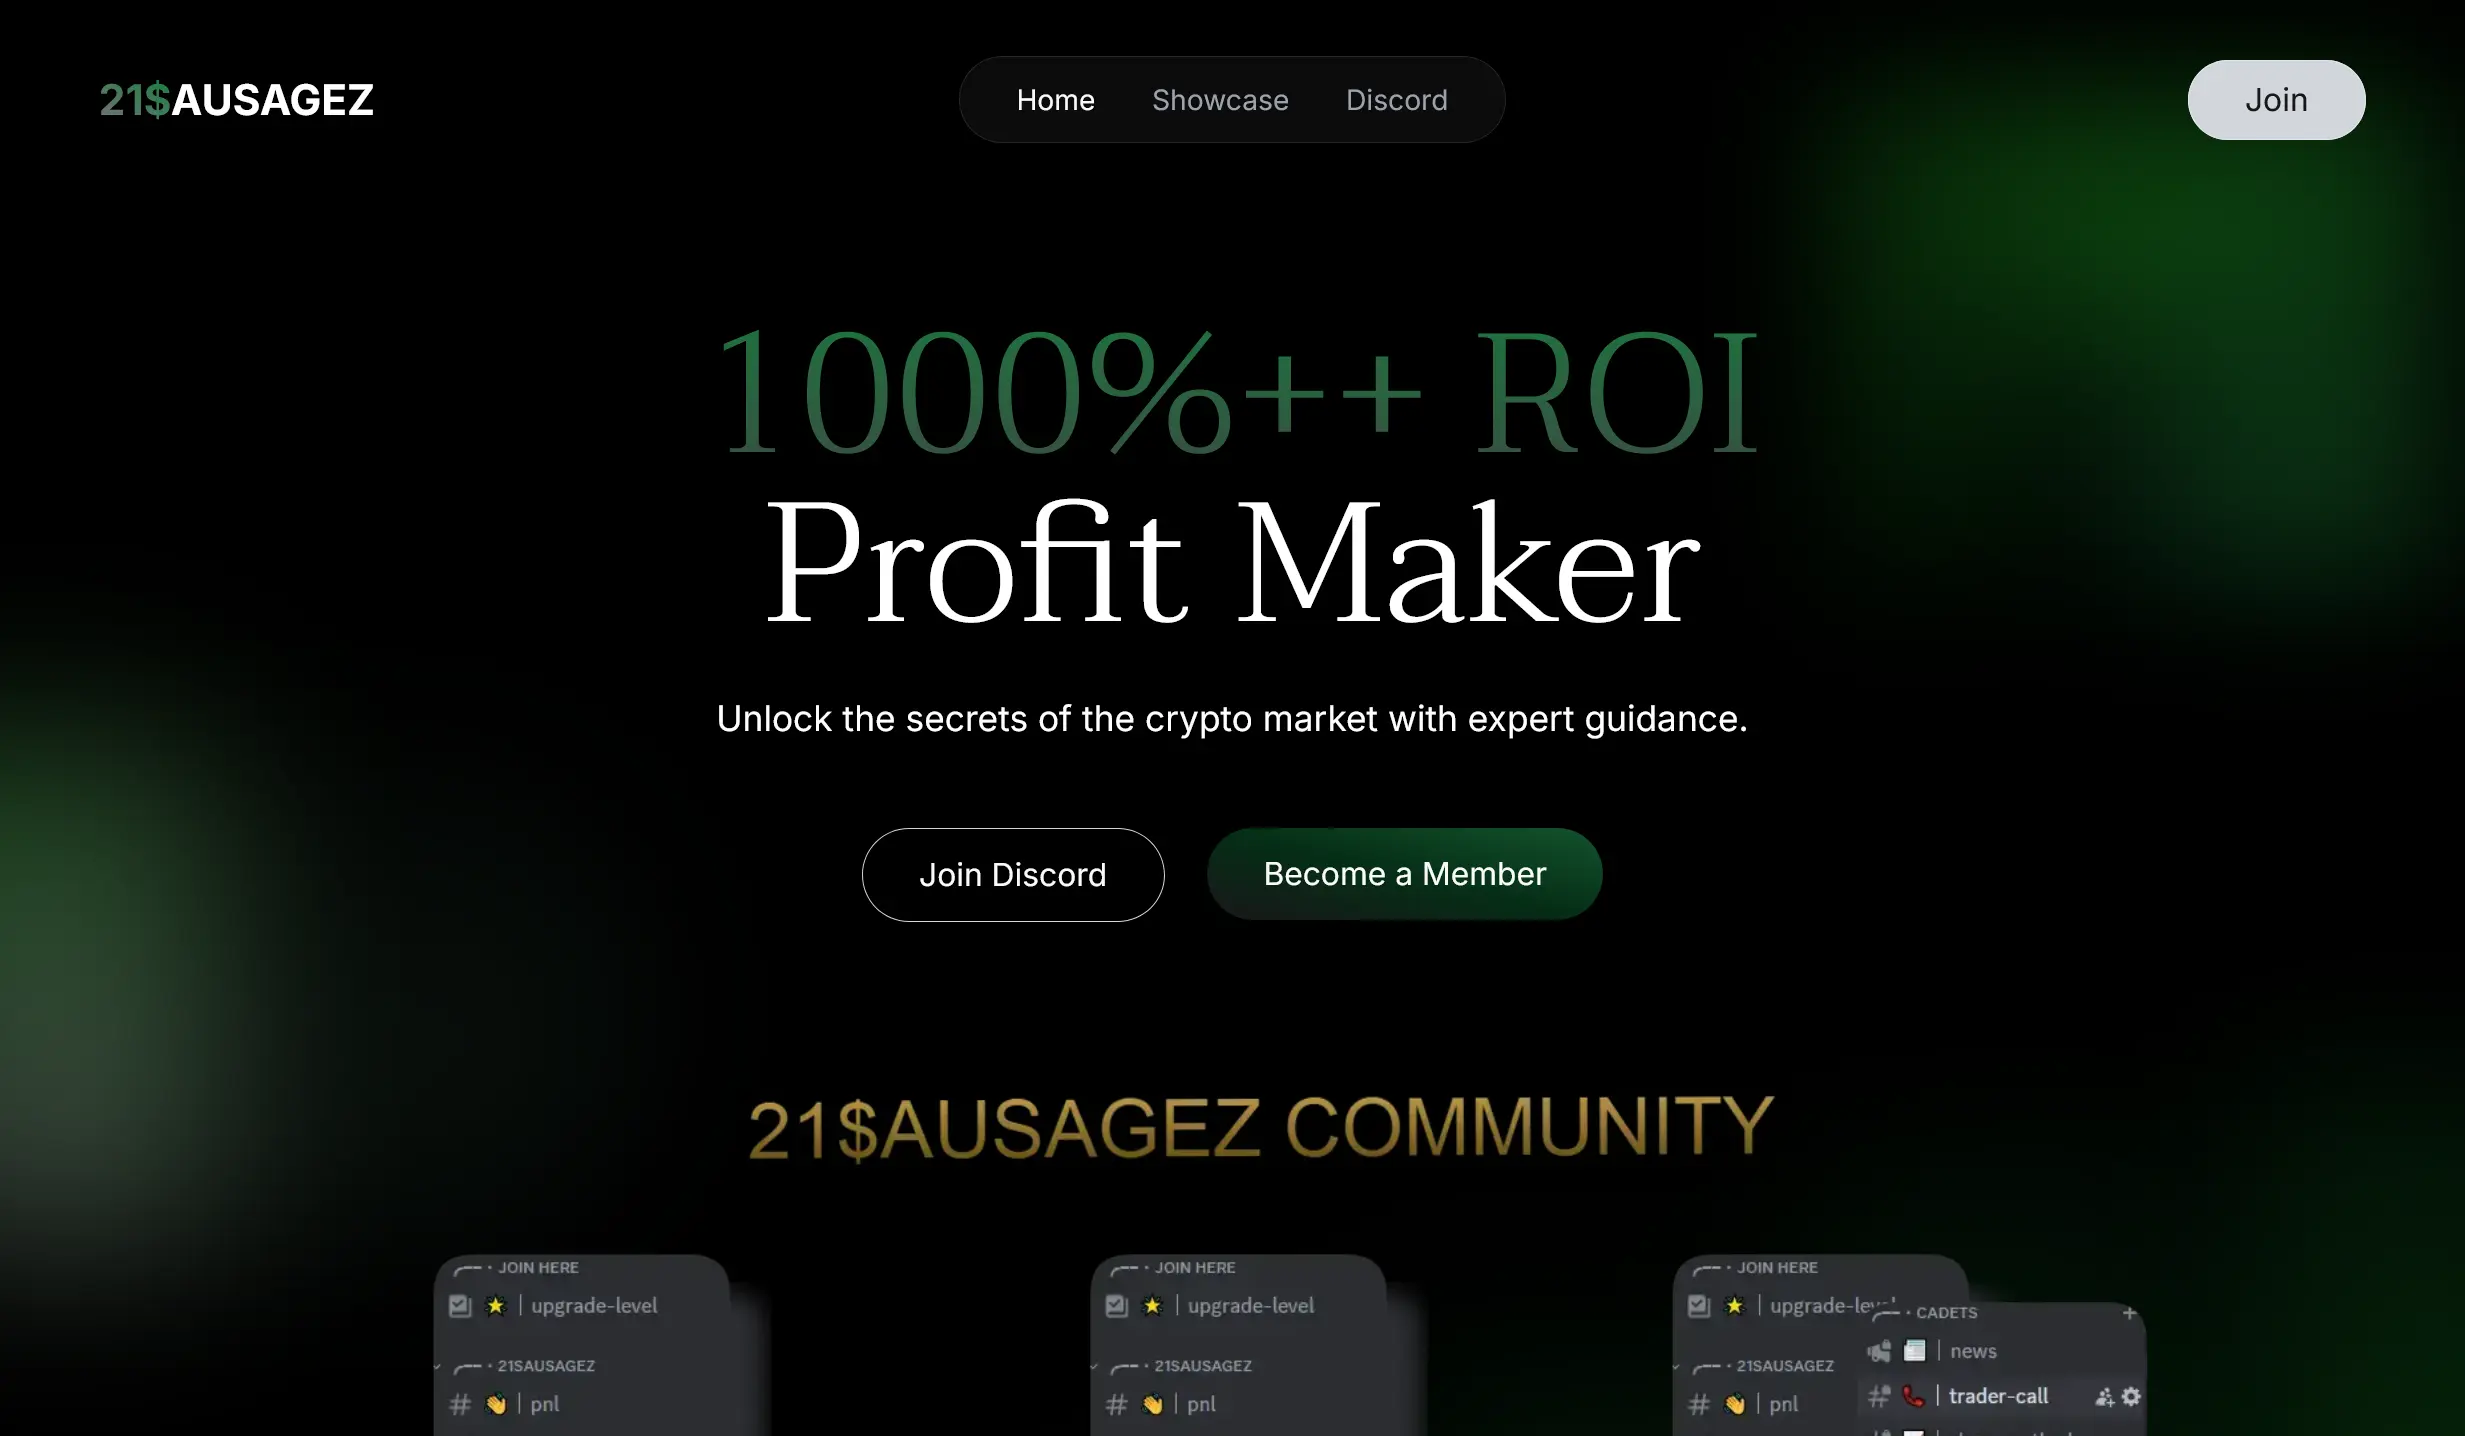 21$AUSAGEZ
Home Showcase Discord
Join
1000%++ ROI
Profit Maker
Unlock the secrets of the crypto market with expert guidance.
Join Discord
Become a Member
21$AUSAGEZ COMMUNITY
JOIN HERE
upgrade-level
21SAUSAGEZ
# | pnl
JOIN HERE
upgrade-level
21SAUSAGEZ
# | pnl
JOIN HERE
upgrade-level
21SAUSAGEZ
# | pnl
CADETS +
news
# | trader-call